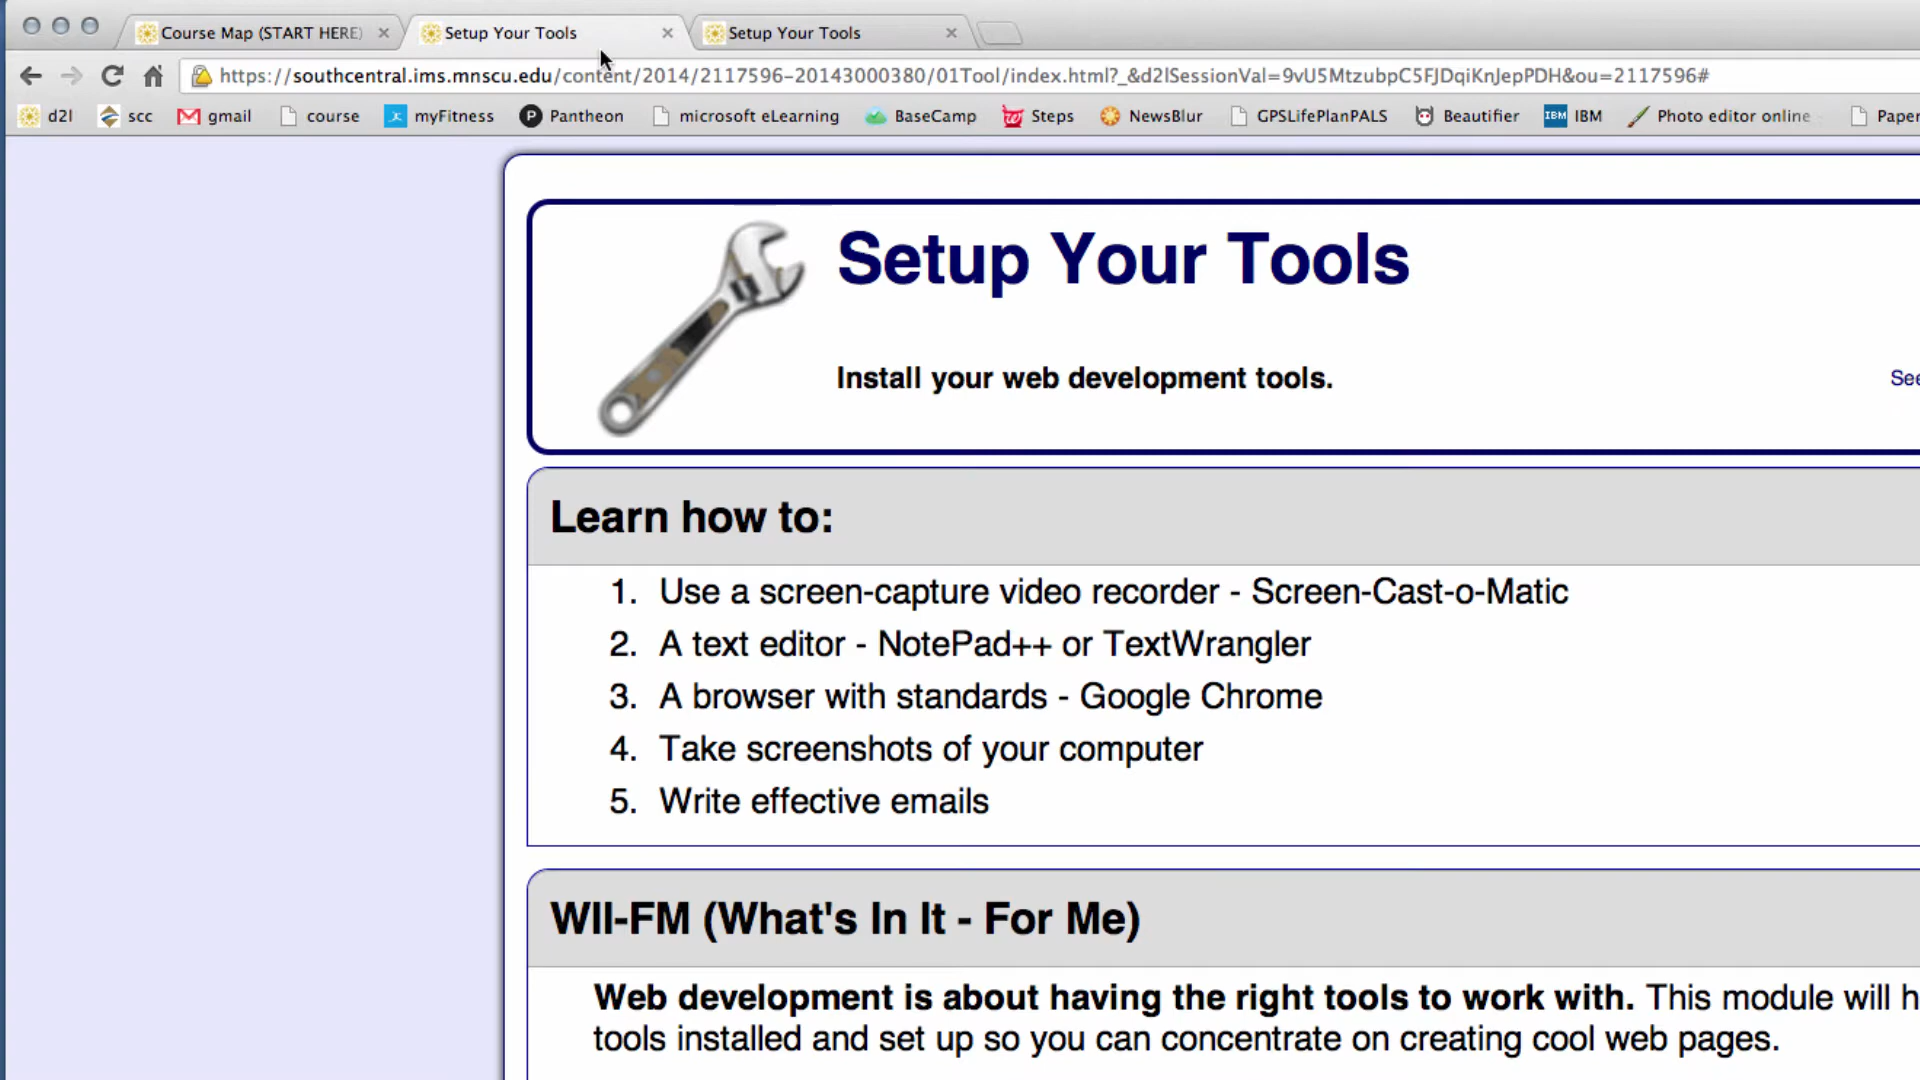 Course Map (START HERE)
Setup Your Tools
Setup Your Tools
https://southcentral.ims.mnscu.edu/content/2014/2117596-20143000380/01Tool/index.html?_&d2lSessionVal=9vU5MtzubpC5FJDqiKnJepPDH&ou=2117596#
d2l scc gmail course myFitness Pantheon microsoft eLearning BaseCamp Steps NewsBlur GPSLifePlanPALS Beautifier IBM IBM Photo editor online Paper
Setup Your Tools
Install your web development tools.
See
Learn how to:
1. Use a screen-capture video recorder - Screen-Cast-o-Matic
2. A text editor - NotePad++ or TextWrangler
3. A browser with standards - Google Chrome
4. Take screenshots of your computer
5. Write effective emails
WII-FM (What's In It - For Me)
Web development is about having the right tools to work with. This module will h
tools installed and set up so you can concentrate on creating cool web pages.